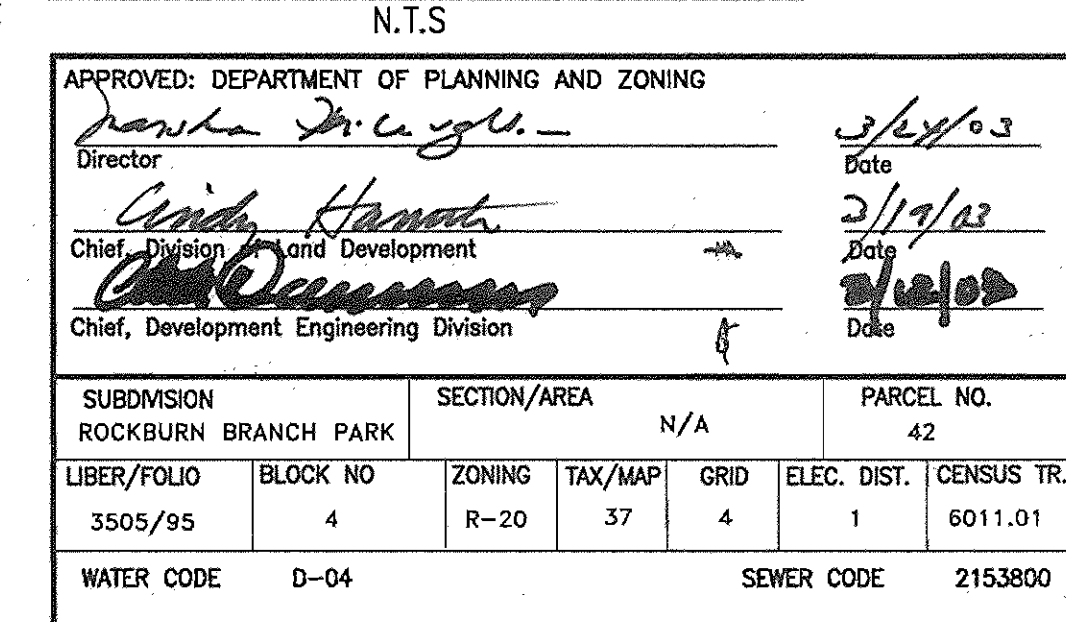 N.T.S
APPROVED: DEPARTMENT OF PLANNING AND ZONING
3/24/03
Director Date
Cindy Hamilton 3/19/03
Chief, Division of Land Development Date
Chief, Development Engineering Division Date
SUBDIVISION SECTION/AREA PARCEL NO.
ROCKBURN BRANCH PARK N/A 42
LIBER/FOLIO BLOCK NO ZONING TAX/MAP GRID ELEC. DIST. CENSUS TR.
3505/95 4 R-20 37 4 1 6011.01
WATER CODE D-04 SEWER CODE 2153800